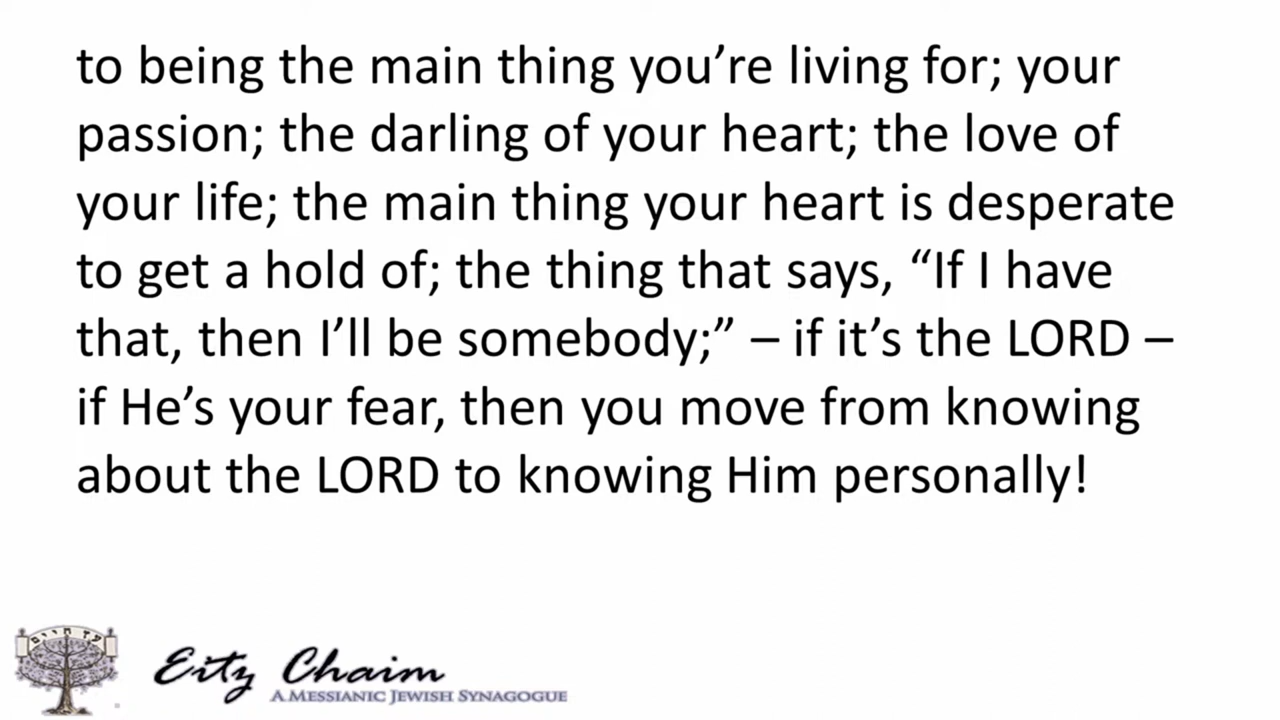 to being the main thing you’re living for; your
passion; the darling of your heart; the love of
your life; the main thing your heart is desperate
to get a hold of; the thing that says, “If I have
that, then I’ll be somebody;” – if it’s the LORD –
if He’s your fear, then you move from knowing
about the LORD to knowing Him personally!
עץ חיים
Eitz Chaim
A MESSIANIC JEWISH SYNAGOGUE